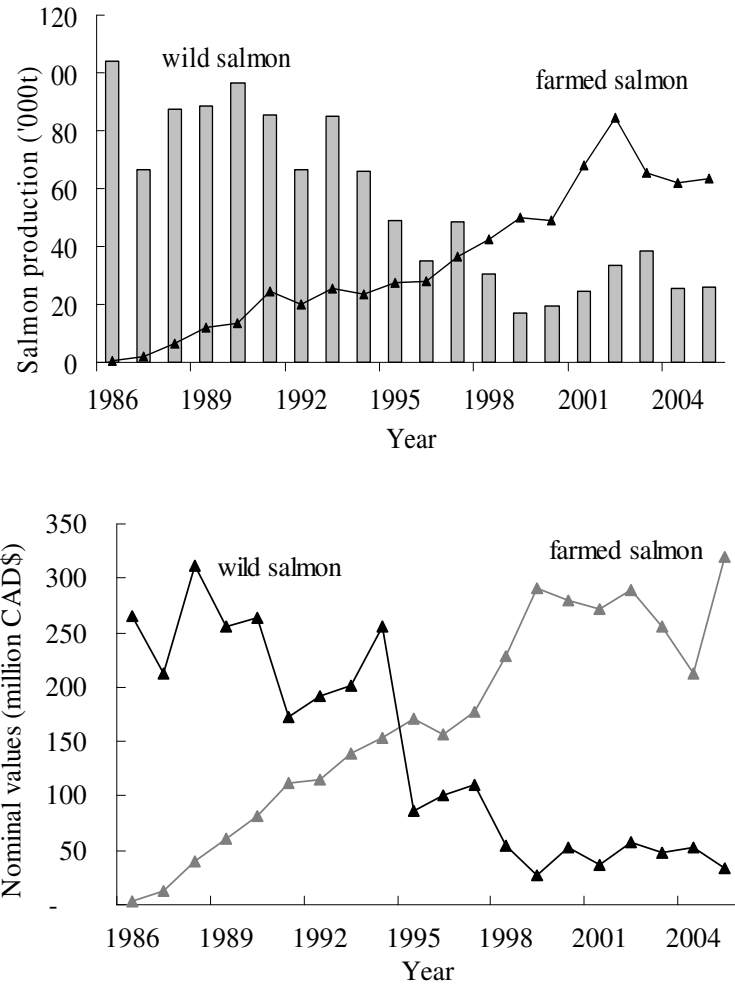 120
wild salmon
00
farmed salmon
80
60
40
20
0
Salmon production ('000t)
1986 1989 1992 1995 1998 2001 2004
Year
350
farmed salmon
300
wild salmon
250
200
150
100
50
-
Nominal values (million CAD$)
1986 1989 1992 1995 1998 2001 2004
Year